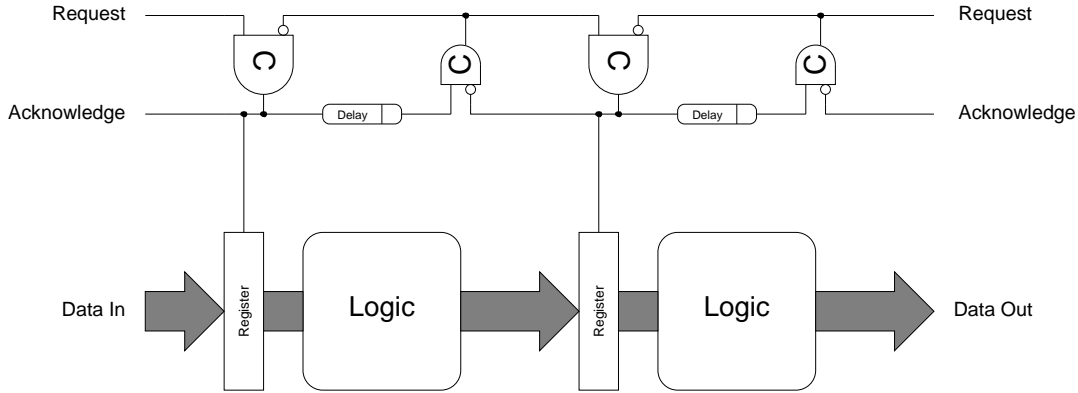 Request
Request
C
C
C
C
Acknowledge
Delay
Delay
Acknowledge
Data In
Register
Logic
Register
Logic
Data Out